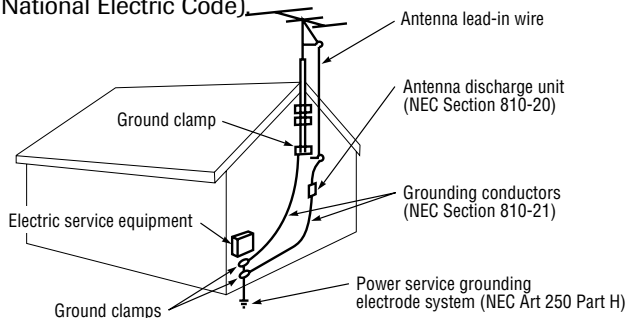 National Electric Code).
Antenna lead-in wire
Antenna discharge unit
(NEC Section 810-20)
Ground clamp
Grounding conductors
(NEC Section 810-21)
Electric service equipment
Power service grounding
electrode system (NEC Art 250 Part H)
Ground clamps